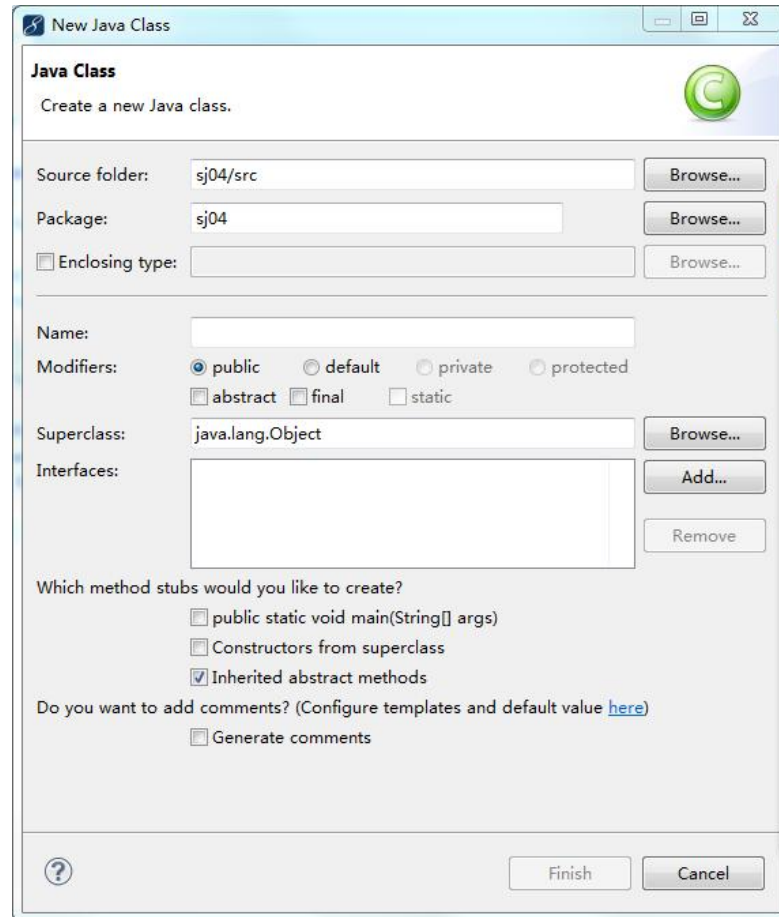 New Java Class
Java Class
Create a new Java class.
Source folder: sj04/src Browse...
Package: sj04 Browse...
Enclosing type: Browse...
Name:
Modifiers: public default private protected
abstract final static
Superclass: java.lang.Object Browse...
Interfaces: Add...
Remove
Which method stubs would you like to create?
public static void main(String[] args)
Constructors from superclass
Inherited abstract methods
Do you want to add comments? (Configure templates and default value here)
Generate comments
? Finish Cancel